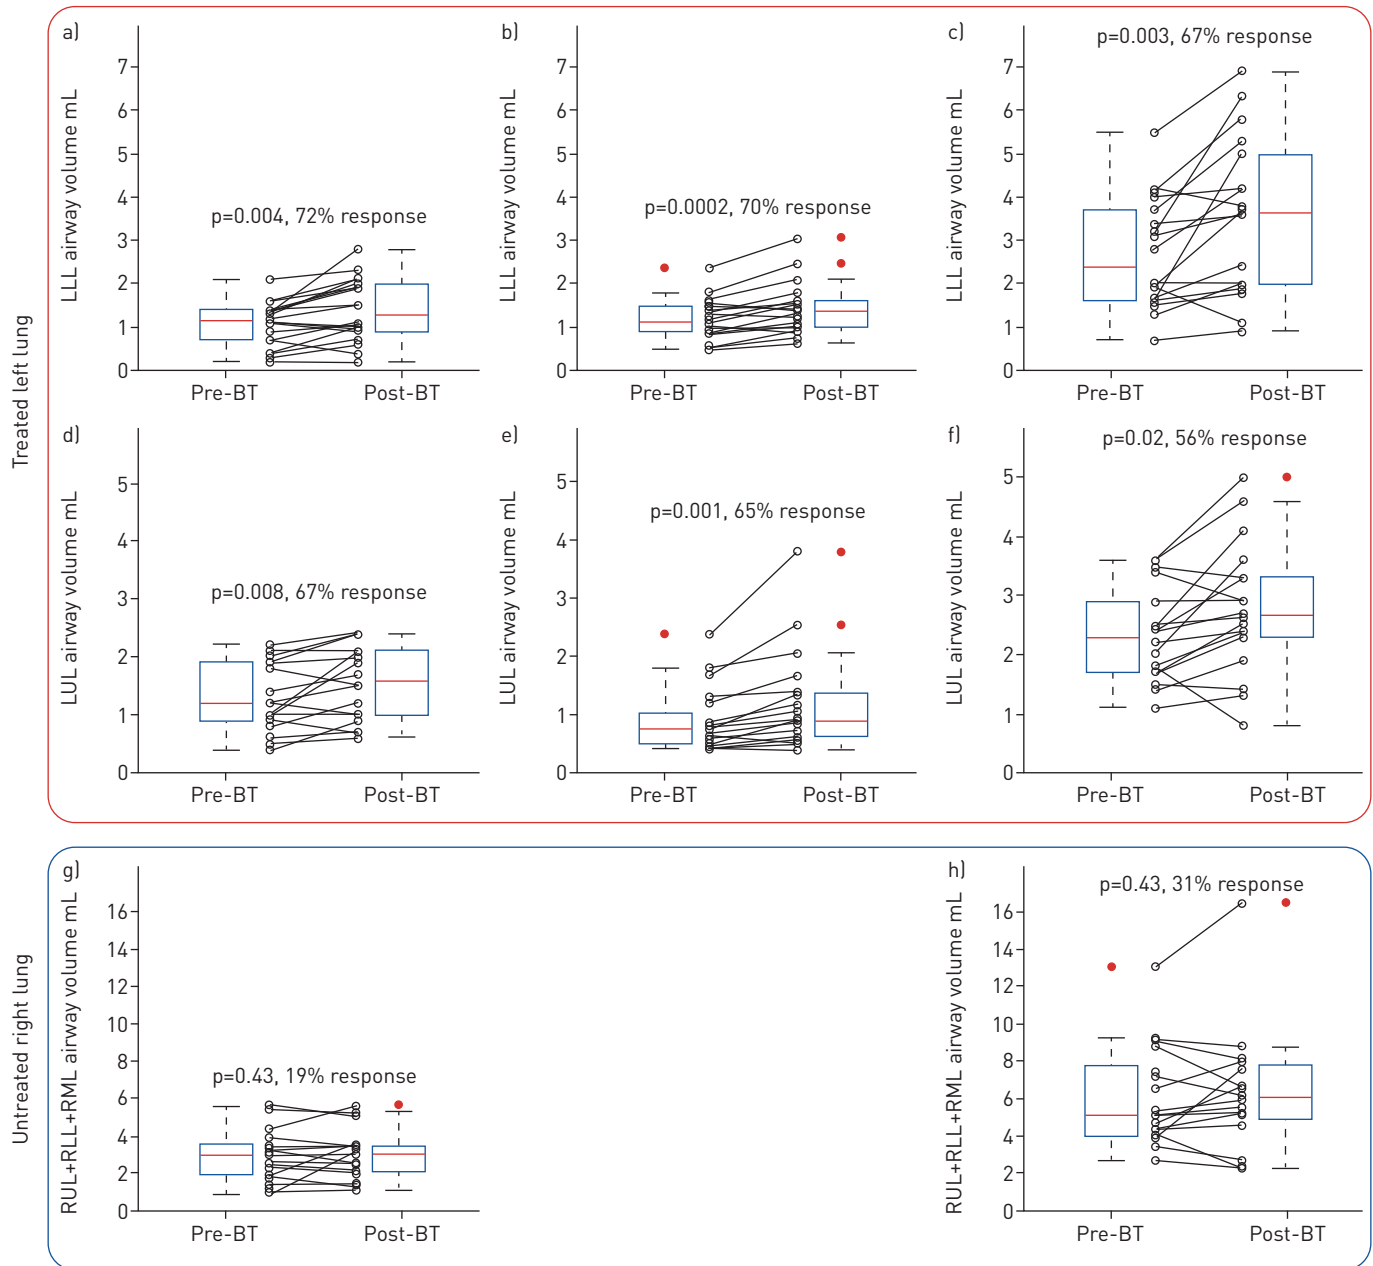 Treated left lung
a)
LLL airway volume mL
7
6
5
4
3
2
1
0
p=0.004, 72% response
Pre-BT
Post-BT
b)
LLL airway volume mL
7
6
5
4
3
2
1
0
p=0.0002, 70% response
Pre-BT
Post-BT
c)
LLL airway volume mL
7
6
5
4
3
2
1
0
p=0.003, 67% response
Pre-BT
Post-BT
d)
LUL airway volume mL
5
4
3
2
1
0
p=0.008, 67% response
Pre-BT
Post-BT
e)
LUL airway volume mL
5
4
3
2
1
0
p=0.001, 65% response
Pre-BT
Post-BT
f)
LUL airway volume mL
5
4
3
2
1
0
p=0.02, 56% response
Pre-BT
Post-BT
Untreated right lung
g)
RUL+RLL+RML airway volume mL
16
14
12
10
8
6
4
2
0
p=0.43, 19% response
Pre-BT
Post-BT
h)
RUL+RLL+RML airway volume mL
16
14
12
10
8
6
4
2
0
p=0.43, 31% response
Pre-BT
Post-BT